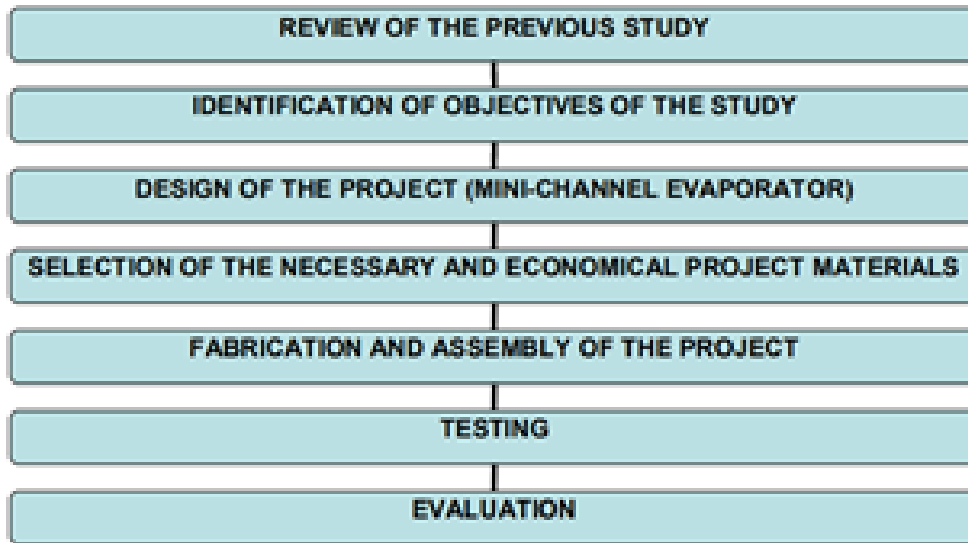 REVIEW OF THE PREVIOUS STUDY
IDENTIFICATION OF OBJECTIVES OF THE STUDY
DESIGN OF THE PROJECT (MINI-CHANNEL EVAPORATOR)
SELECTION OF THE NECESSARY AND ECONOMICAL PROJECT MATERIALS
FABRICATION AND ASSEMBLY OF THE PROJECT
TESTING
EVALUATION